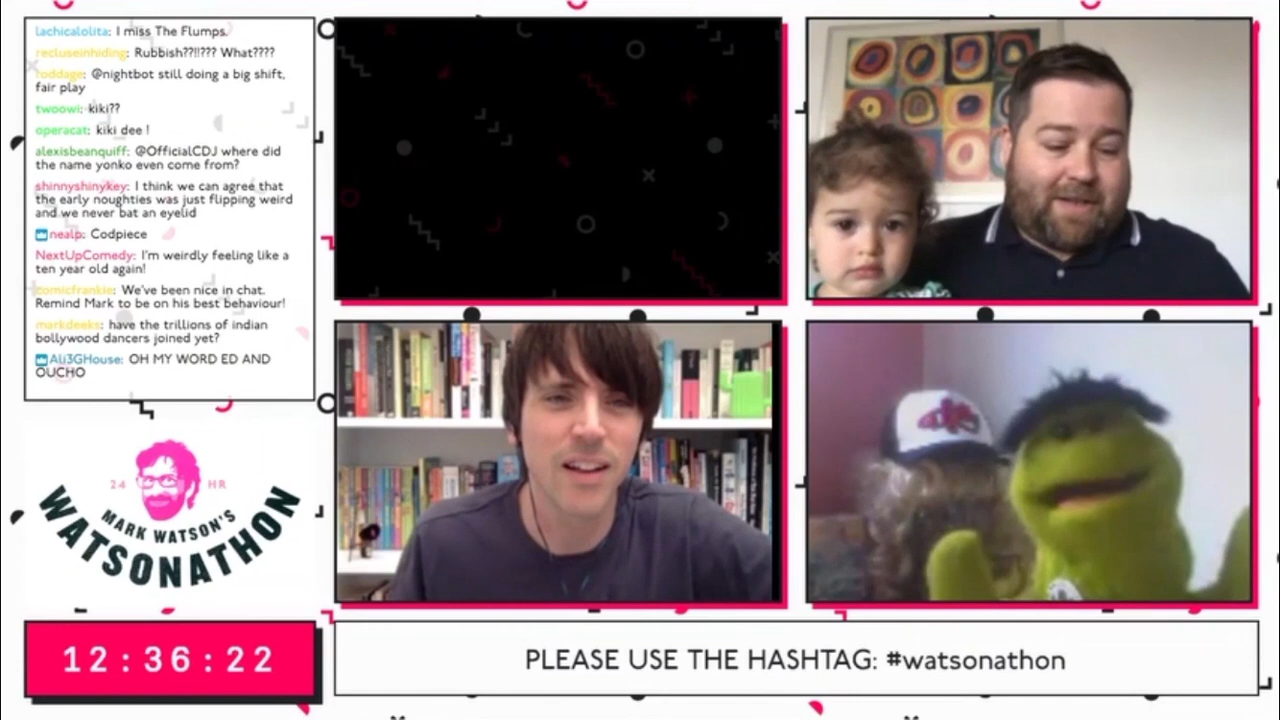 lachicalolita: I miss The Flumps.
recluseinhiding: Rubbish??!!??? What????
roddage: @nightbot still doing a big shift,
fair play
twoowi: kiki??
operacat: kiki dee !
alexisbeanquiff: @OfficialCDJ where did
the name yonko even come from?
shinnyshinykey: I think we can agree that
the early noughties was just flipping weird
and we never bat an eyelid
nealp: Codpiece
NextUpComedy: I'm weirdly feeling like a
ten year old again!
comicfrankie: We've been nice in chat.
Remind Mark to be on his best behaviour!
markdeeks: have the trillions of indian
bollywood dancers joined yet?
Ali3GHouse: OH MY WORD ED AND
OUCHO
24 HR
MARK WATSON'S
WATSONATHON
12:36:22
PLEASE USE THE HASHTAG: #watsonathon